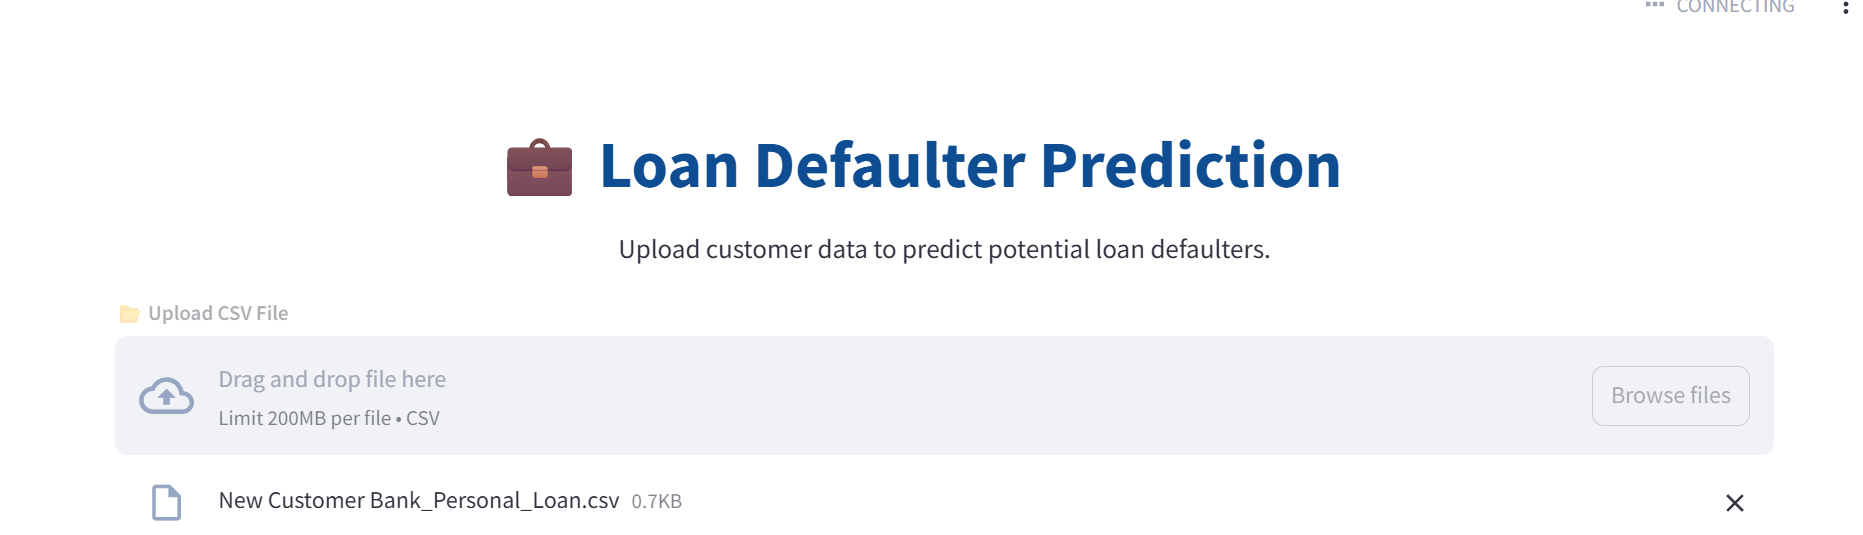 CONNECTING
Loan Defaulter Prediction
Upload customer data to predict potential loan defaulters.
Upload CSV File
Drag and drop file here
Limit 200MB per file • CSV
Browse files
New Customer Bank_Personal_Loan.csv 0.7KB